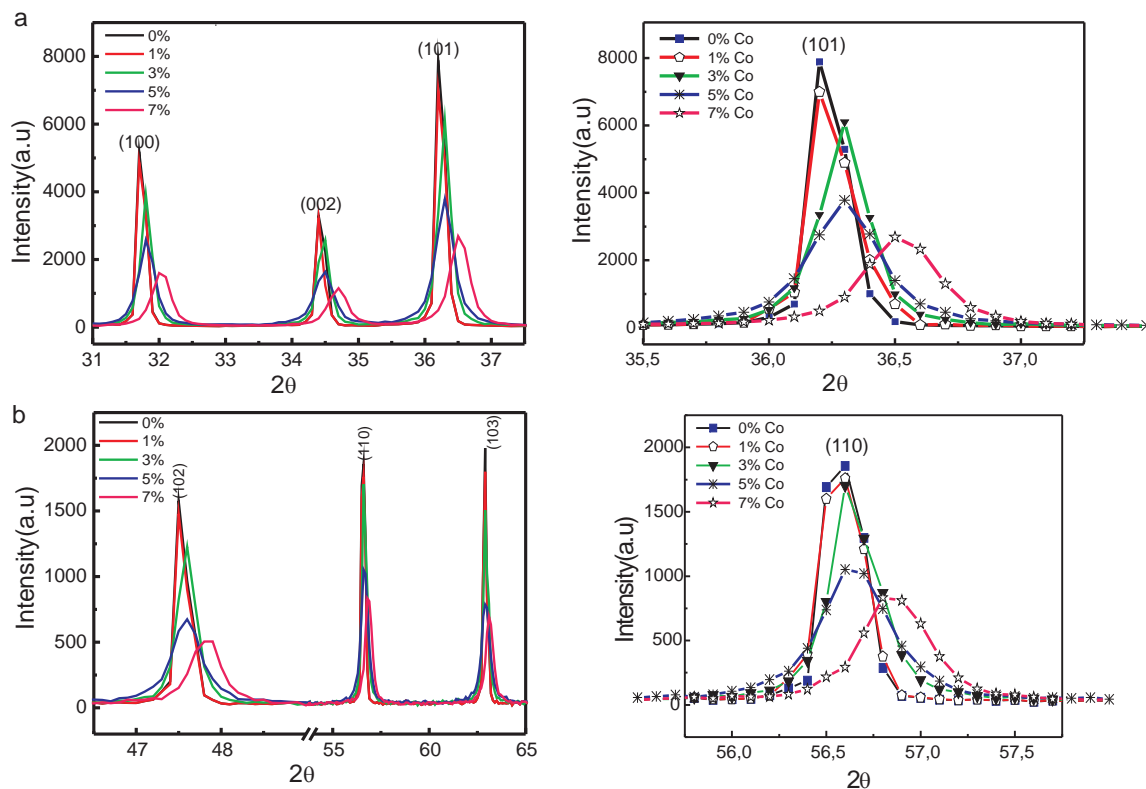 a
0%
1%
3%
5%
7%
(100)
(002)
(101)
Intensity(a.u)
8000
6000
4000
2000
0
31 32 33 34 35 36 37
2θ
0% Co
1% Co
3% Co
5% Co
7% Co
(101)
Intensity(a.u)
8000
6000
4000
2000
0
35,5 36,0 36,5 37,0
2θ
b
0%
1%
3%
5%
7%
(102)
(110)
(103)
Intensity(a.u)
2000
1500
1000
500
0
47 48 55 60 65
2θ
0% Co
1% Co
3% Co
5% Co
7% Co
(110)
Intensity(a.u)
2000
1500
1000
500
0
56,0 56,5 57,0 57,5
2θ